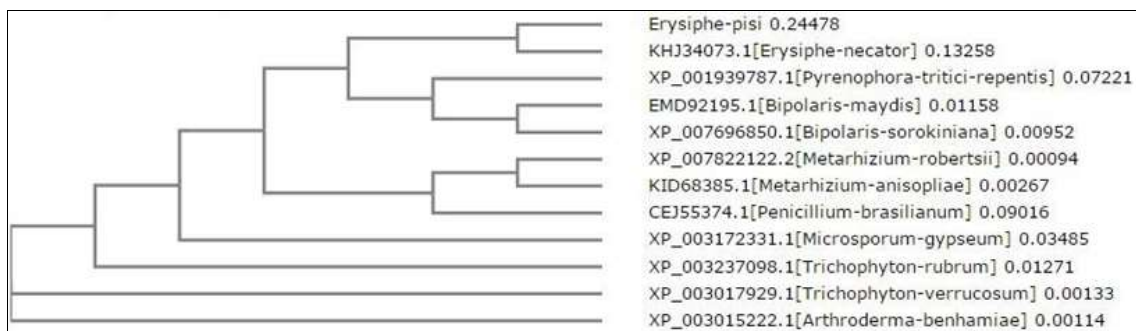 Erysiphe-pisi 0.24478
KHJ34073.1[Erysiphe-necator] 0.13258
XP_001939787.1[Pyrenophora-tritici-repentis] 0.07221
EMD92195.1[Bipolaris-maydis] 0.01158
XP_007696850.1[Bipolaris-sorokiniana] 0.00952
XP_007822122.2[Metarhizium-robertsii] 0.00094
KID68385.1[Metarhizium-anisopliae] 0.00267
CEJ55374.1[Penicillium-brasilianum] 0.09016
XP_003172331.1[Microsporum-gypseum] 0.03485
XP_003237098.1[Trichophyton-rubrum] 0.01271
XP_003017929.1[Trichophyton-verrucosum] 0.00133
XP_003015222.1[Arthroderma-benhamiae] 0.00114